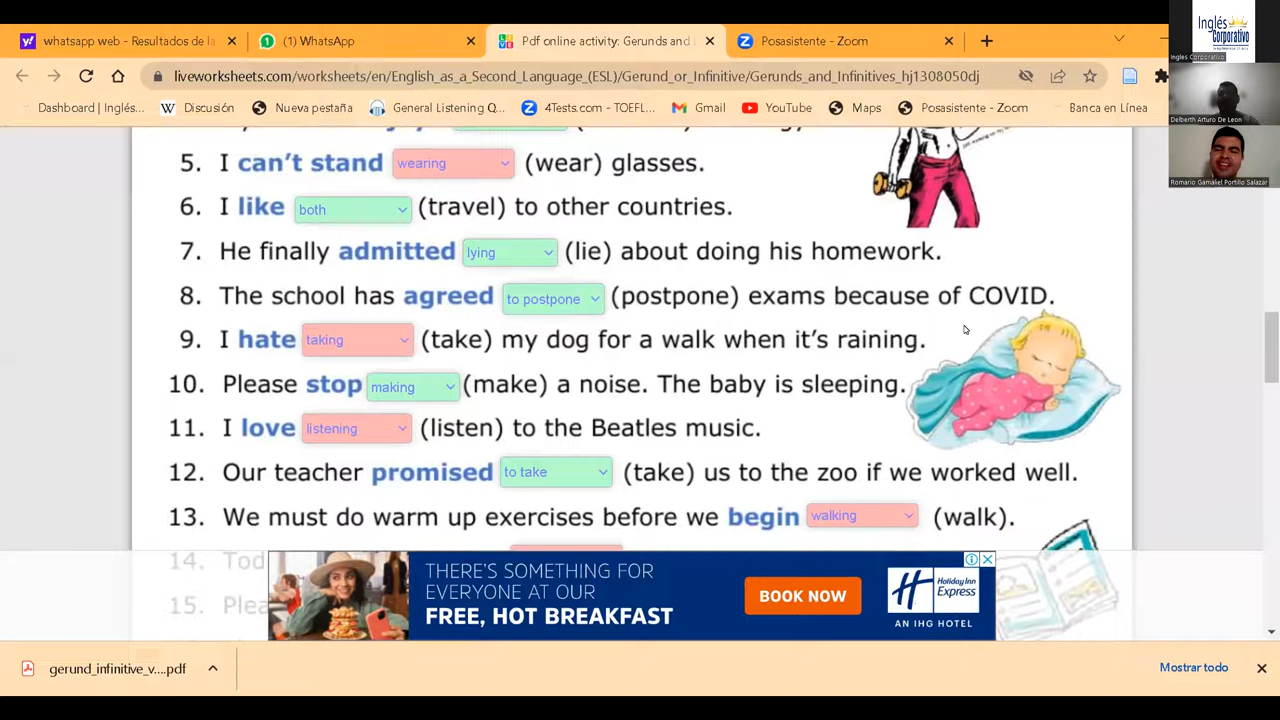 whatsapp web - Resultados de la
(1) WhatsApp
Pdf online activity: Gerunds and I
Posasistente - Zoom
liveworksheets.com/worksheets/en/English_as_a_Second_Language_(ESL)/Gerund_or_Infinitive/Gerunds_and_Infinitives_hj1308050dj
Dashboard | Inglés...
Discusión
Nueva pestaña
General Listening Q...
4Tests.com - TOEFL...
Gmail
YouTube
Maps
Posasistente - Zoom
Banca en Línea
Inglés
Corporativo
Ingles Corporativo
Delberth Arturo De Leon
Romario Gamaliel Portillo Salazar
5. I can't stand wearing (wear) glasses.
6. I like both (travel) to other countries.
7. He finally admitted lying (lie) about doing his homework.
8. The school has agreed to postpone (postpone) exams because of COVID.
9. I hate taking (take) my dog for a walk when it's raining.
10. Please stop making (make) a noise. The baby is sleeping.
11. I love listening (listen) to the Beatles music.
12. Our teacher promised to take (take) us to the zoo if we worked well.
13. We must do warm up exercises before we begin walking (walk).
14. Tod
15. Plea
THERE'S SOMETHING FOR
EVERYONE AT OUR
FREE, HOT BREAKFAST
BOOK NOW
Holiday Inn
Express
AN IHG HOTEL
gerund_infinitive_v....pdf
Mostrar todo